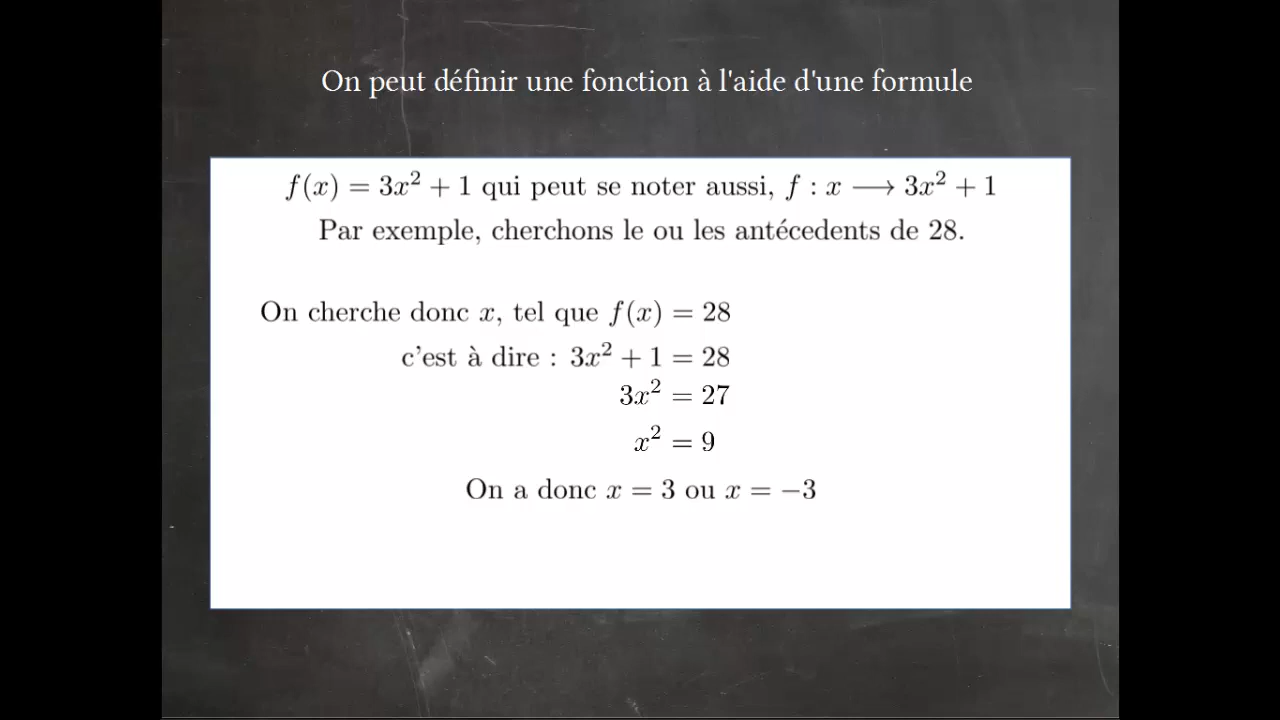 On peut définir une fonction à l'aide d'une formule
f(x) = 3x² + 1 qui peut se noter aussi, f : x ⟶ 3x² + 1
Par exemple, cherchons le ou les antécedents de 28.
On cherche donc x, tel que f(x) = 28
c'est à dire : 3x² + 1 = 28
3x² = 27
x² = 9
On a donc x = 3 ou x = −3